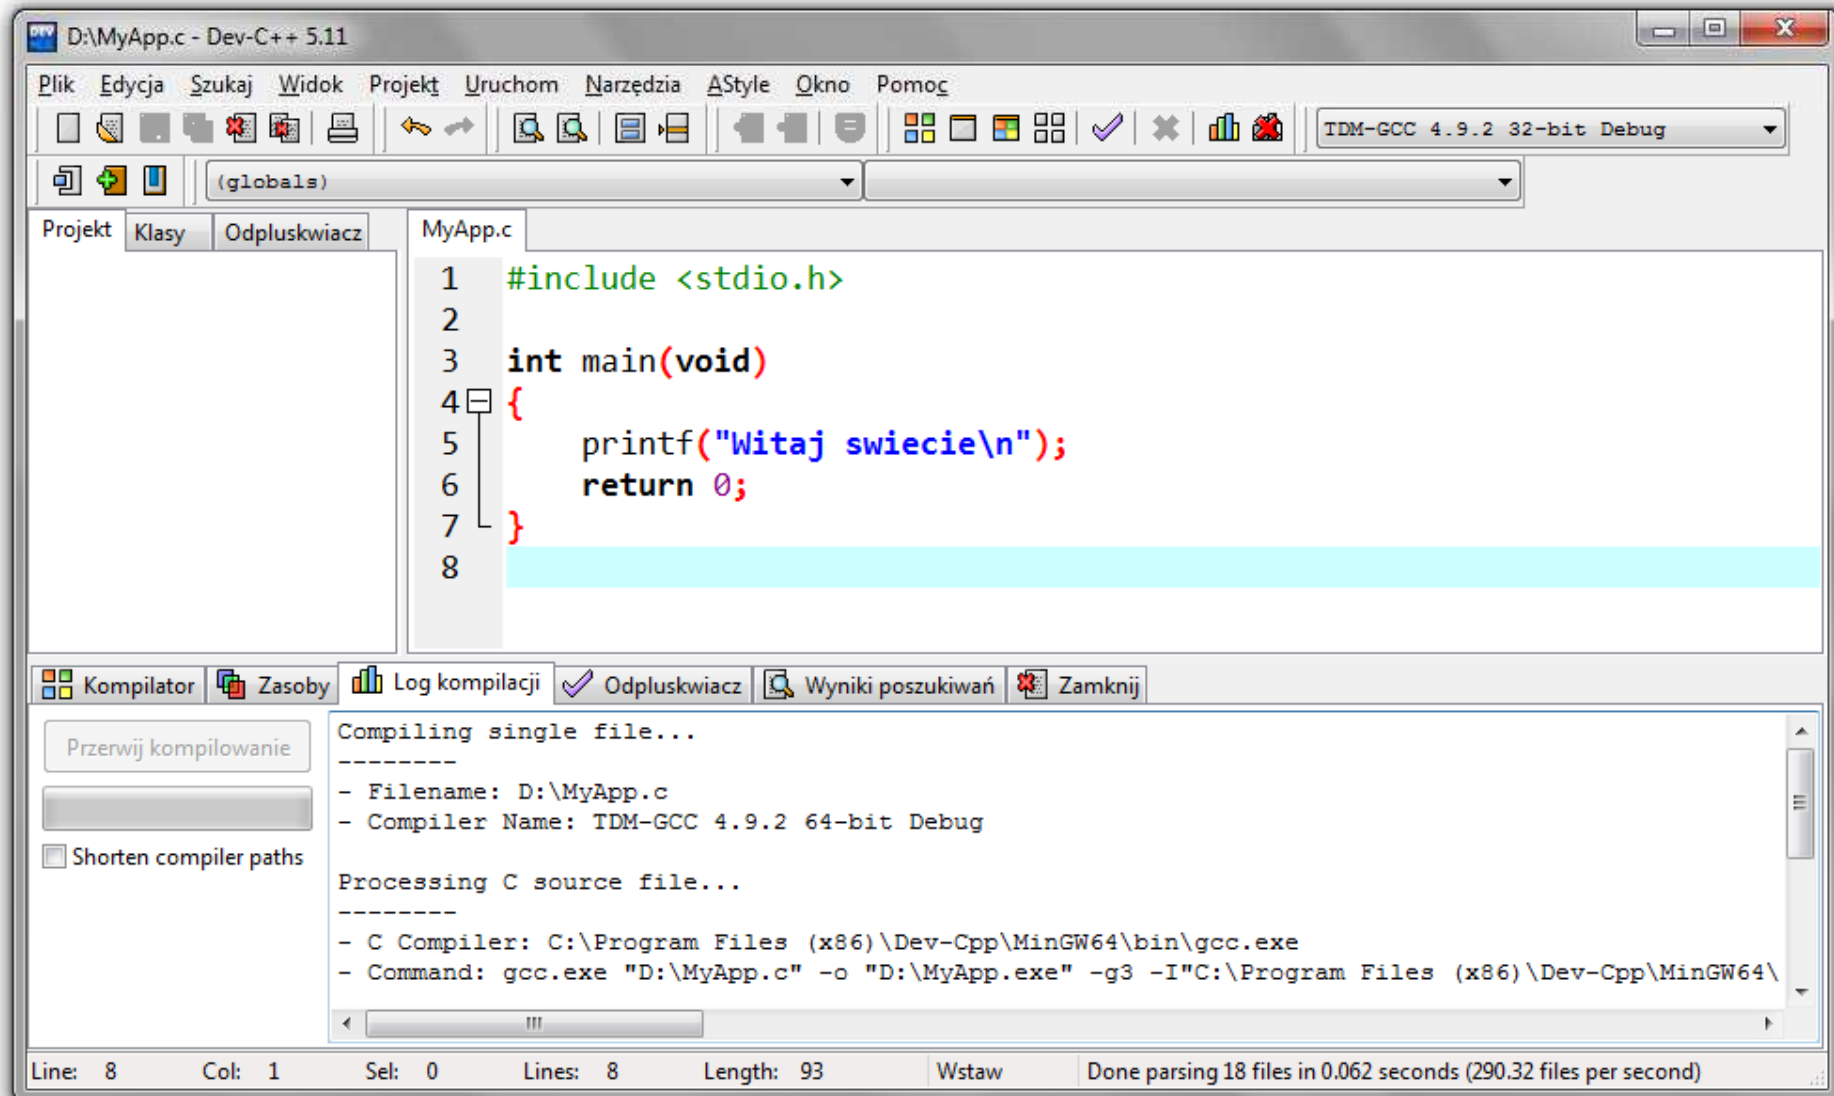 D:\MyApp.c - Dev-C++ 5.11
Plik Edycja Szukaj Widok Projekt Uruchom Narzędzia AStyle Okno Pomoc
TDM-GCC 4.9.2 32-bit Debug
(globals)
Projekt Klasy Odpluskwiacz MyApp.c
1 #include <stdio.h>
2
3 int main(void)
4 {
5 printf("Witaj swiecie\n");
6 return 0;
7 }
8
Kompilator Zasoby Log kompilacji Odpluskwiacz Wyniki poszukiwań Zamknij
Przerwij kompilowanie
Shorten compiler paths
Compiling single file...
--------
- Filename: D:\MyApp.c
- Compiler Name: TDM-GCC 4.9.2 64-bit Debug
Processing C source file...
--------
- C Compiler: C:\Program Files (x86)\Dev-Cpp\MinGW64\bin\gcc.exe
- Command: gcc.exe "D:\MyApp.c" -o "D:\MyApp.exe" -g3 -I"C:\Program Files (x86)\Dev-Cpp\MinGW64\
Line: 8 Col: 1 Sel: 0 Lines: 8 Length: 93 Wstaw Done parsing 18 files in 0.062 seconds (290.32 files per second)